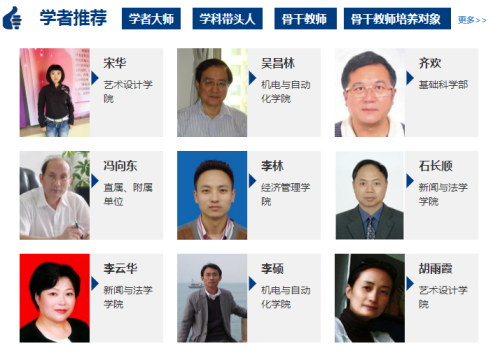 学者推荐 学者大师 学科带头人 骨干教师 骨干教师培养对象 更多>>
宋华
艺术设计学
院
吴昌林
机电与自动
化学院
齐欢
基础科学部
冯向东
直属、附属
单位
李林
经济管理学
院
石长顺
新闻与法学
学院
李云华
新闻与法学
学院
李硕
机电与自动
化学院
胡雨霞
艺术设计学
院